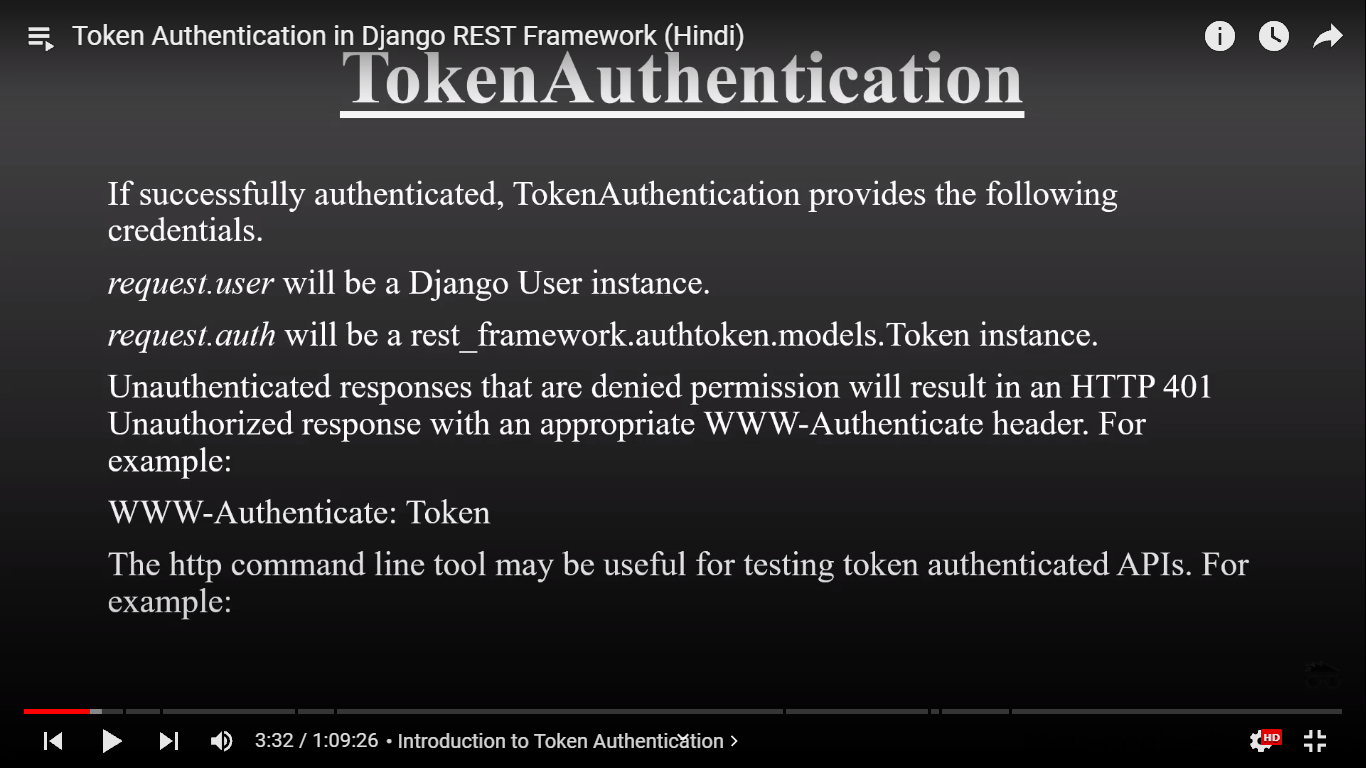 Token Authentication in Django REST Framework (Hindi)
TokenAuthentication
If successfully authenticated, TokenAuthentication provides the following
credentials.
request.user will be a Django User instance.
request.auth will be a rest_framework.authtoken.models.Token instance.
Unauthenticated responses that are denied permission will result in an HTTP 401
Unauthorized response with an appropriate WWW-Authenticate header. For
example:
WWW-Authenticate: Token
The http command line tool may be useful for testing token authenticated APIs. For
example:
3:32 / 1:09:26 • Introduction to Token Authentication >
HD